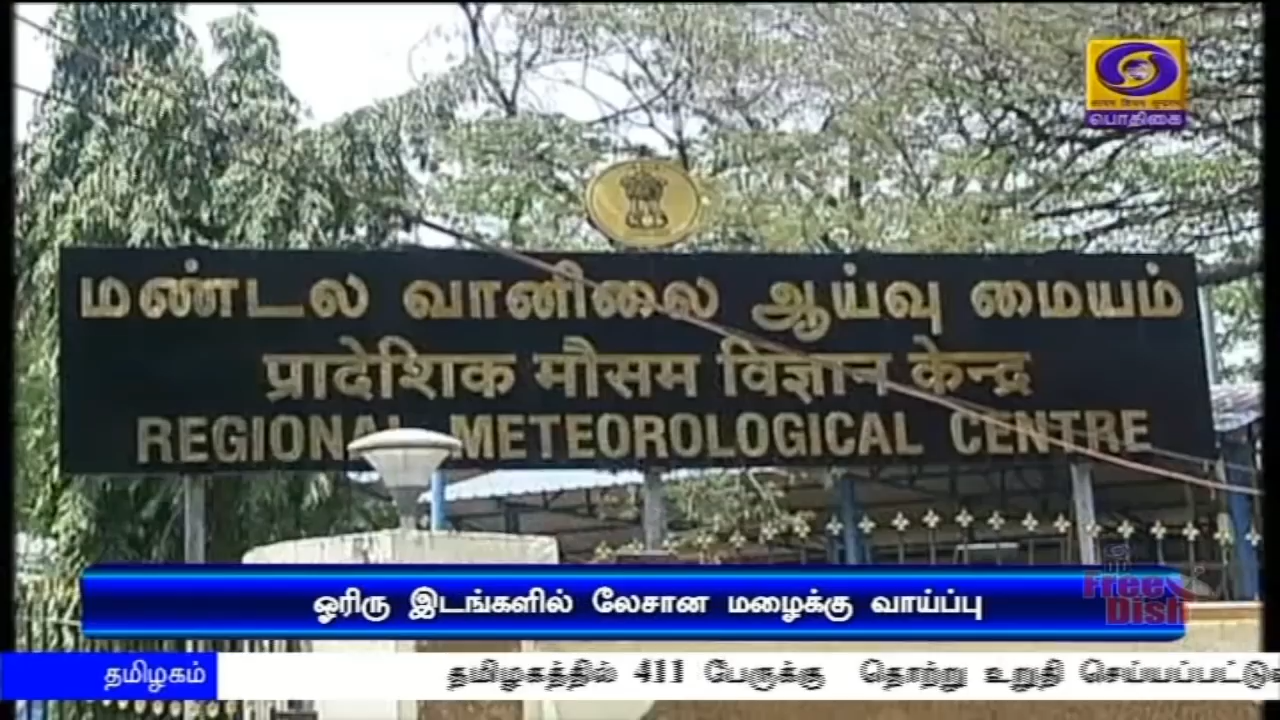 பொதிகை
மண்டல வானிலை ஆய்வு மையம்
प्रादेशिक मौसम विज्ञान केन्द्र
REGIONAL METEOROLOGICAL CENTRE
ஓரிரு இடங்களில் லேசான மழைக்கு வாய்ப்பு
Free
Dish
தமிழகம்
தமிழகத்தில் 411 பேருக்கு தொற்று உறுதி